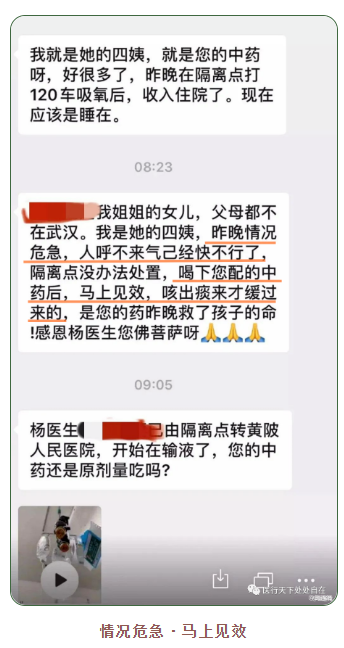 我就是她的四姨，就是您的中药
呀，好很多了，昨晚在隔离点打
120车吸氧后，收入住院了。现在
应该是睡在。
08:23
我姐姐的女儿，父母都不
在武汉。我是她的四姨，昨晚情况
危急，人呼不来气己经快不行了，
隔离点没办法处置，喝下您配的中
药后，马上见效，咳出痰来才缓过
来的，是您的药昨晚救了孩子的命
!感恩杨医生您佛菩萨呀🙏🙏🙏
09:05
杨医生 已由隔离点转黄陂
人民医院，开始在输液了，您的中
药还是原剂量吃吗?
行天下处处自在
情况危急·马上见效